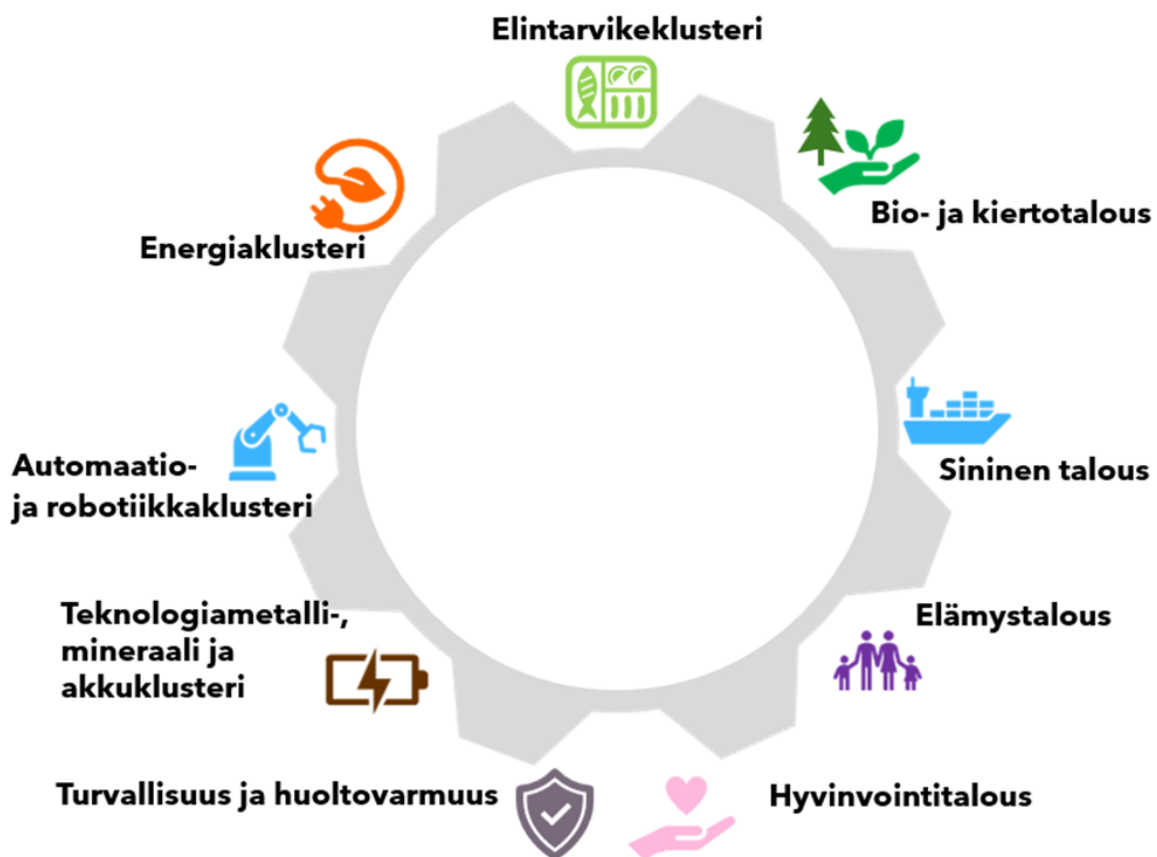 Elintarvikeklusteri
Bio- ja kiertotalous
Energiaklusteri
Sininen talous
Automaatio-
ja robotiikkaklusteri
Elämystalous
Teknologiametalli-,
mineraali ja
akkuklusteri
Turvallisuus ja huoltovarmuus
Hyvinvointitalous